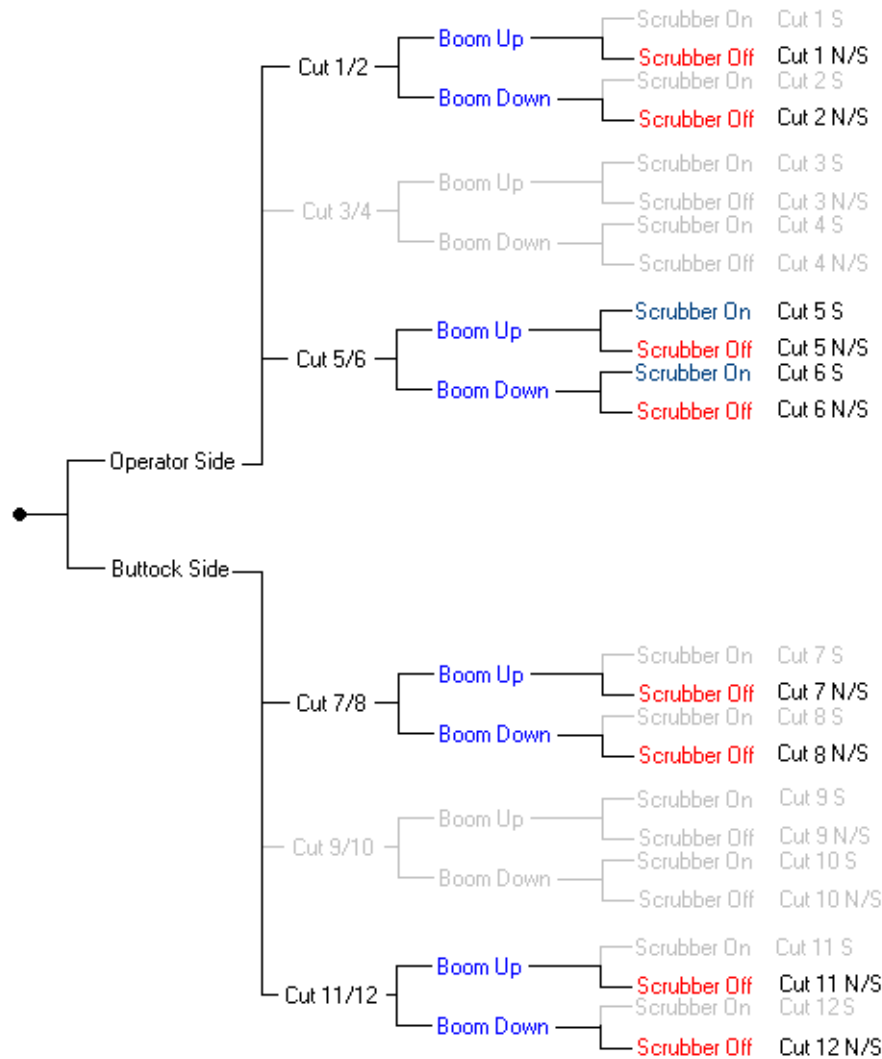 Scrubber On Cut 1 S
Boom Up
Scrubber Off Cut 1 N/S
Cut 1/2
Scrubber On Cut 2 S
Boom Down
Scrubber Off Cut 2 N/S
Scrubber On Cut 3 S
Boom Up
Scrubber Off Cut 3 N/S
Cut 3/4
Scrubber On Cut 4 S
Boom Down
Scrubber Off Cut 4 N/S
Scrubber On Cut 5 S
Boom Up
Scrubber Off Cut 5 N/S
Cut 5/6
Scrubber On Cut 6 S
Boom Down
Scrubber Off Cut 6 N/S
Operator Side
Buttock Side
Scrubber On Cut 7 S
Boom Up
Scrubber Off Cut 7 N/S
Cut 7/8
Scrubber On Cut 8 S
Boom Down
Scrubber Off Cut 8 N/S
Scrubber On Cut 9 S
Boom Up
Scrubber Off Cut 9 N/S
Cut 9/10
Scrubber On Cut 10 S
Boom Down
Scrubber Off Cut 10 N/S
Scrubber On Cut 11 S
Boom Up
Scrubber Off Cut 11 N/S
Cut 11/12
Scrubber On Cut 12 S
Boom Down
Scrubber Off Cut 12 N/S